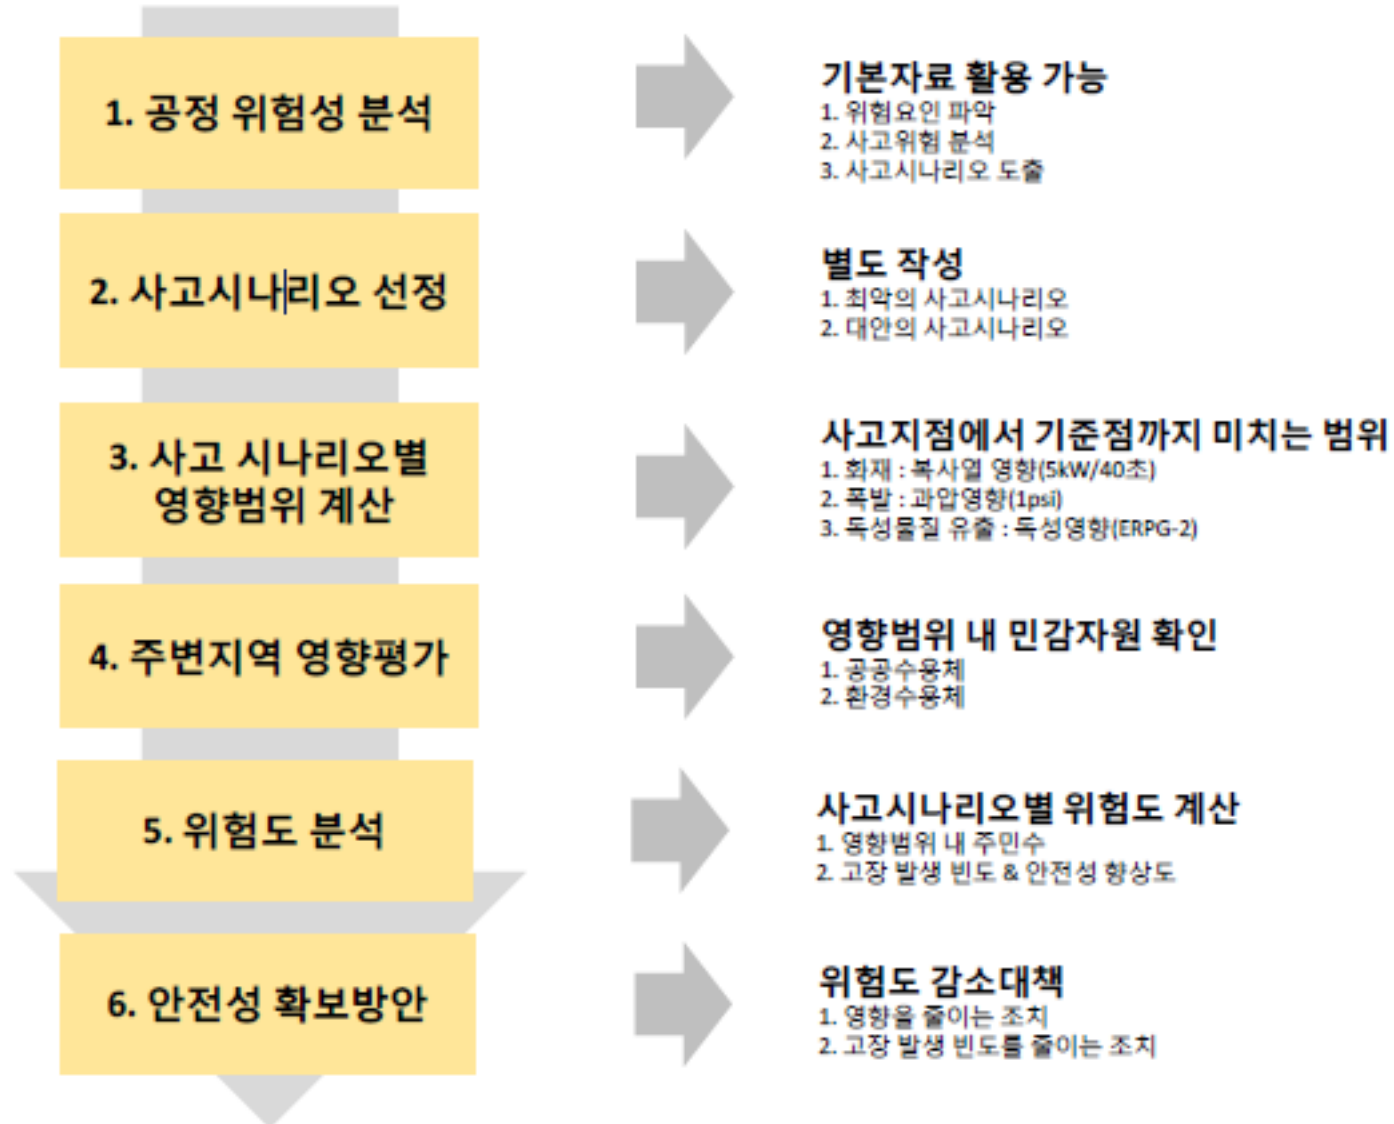 1. 공정 위험성 분석
기본자료 활용 가능
1. 위험요인 파악
2. 사고위험 분석
3. 사고시나리오 도출
2. 사고시나리오 선정
별도 작성
1. 최악의 사고시나리오
2. 대안의 사고시나리오
3. 사고 시나리오별
영향범위 계산
사고지점에서 기준점까지 미치는 범위
1. 화재 : 복사열 영향(5kW/40초)
2. 폭발 : 과압영향(1psi)
3. 독성물질 유출 : 독성영향(ERPG-2)
4. 주변지역 영향평가
영향범위 내 민감자원 확인
1. 공공수용체
2. 환경수용체
5. 위험도 분석
사고시나리오별 위험도 계산
1. 영향범위 내 주민수
2. 고장 발생 빈도 & 안전성 향상도
6. 안전성 확보방안
위험도 감소대책
1. 영향을 줄이는 조치
2. 고장 발생 빈도를 줄이는 조치